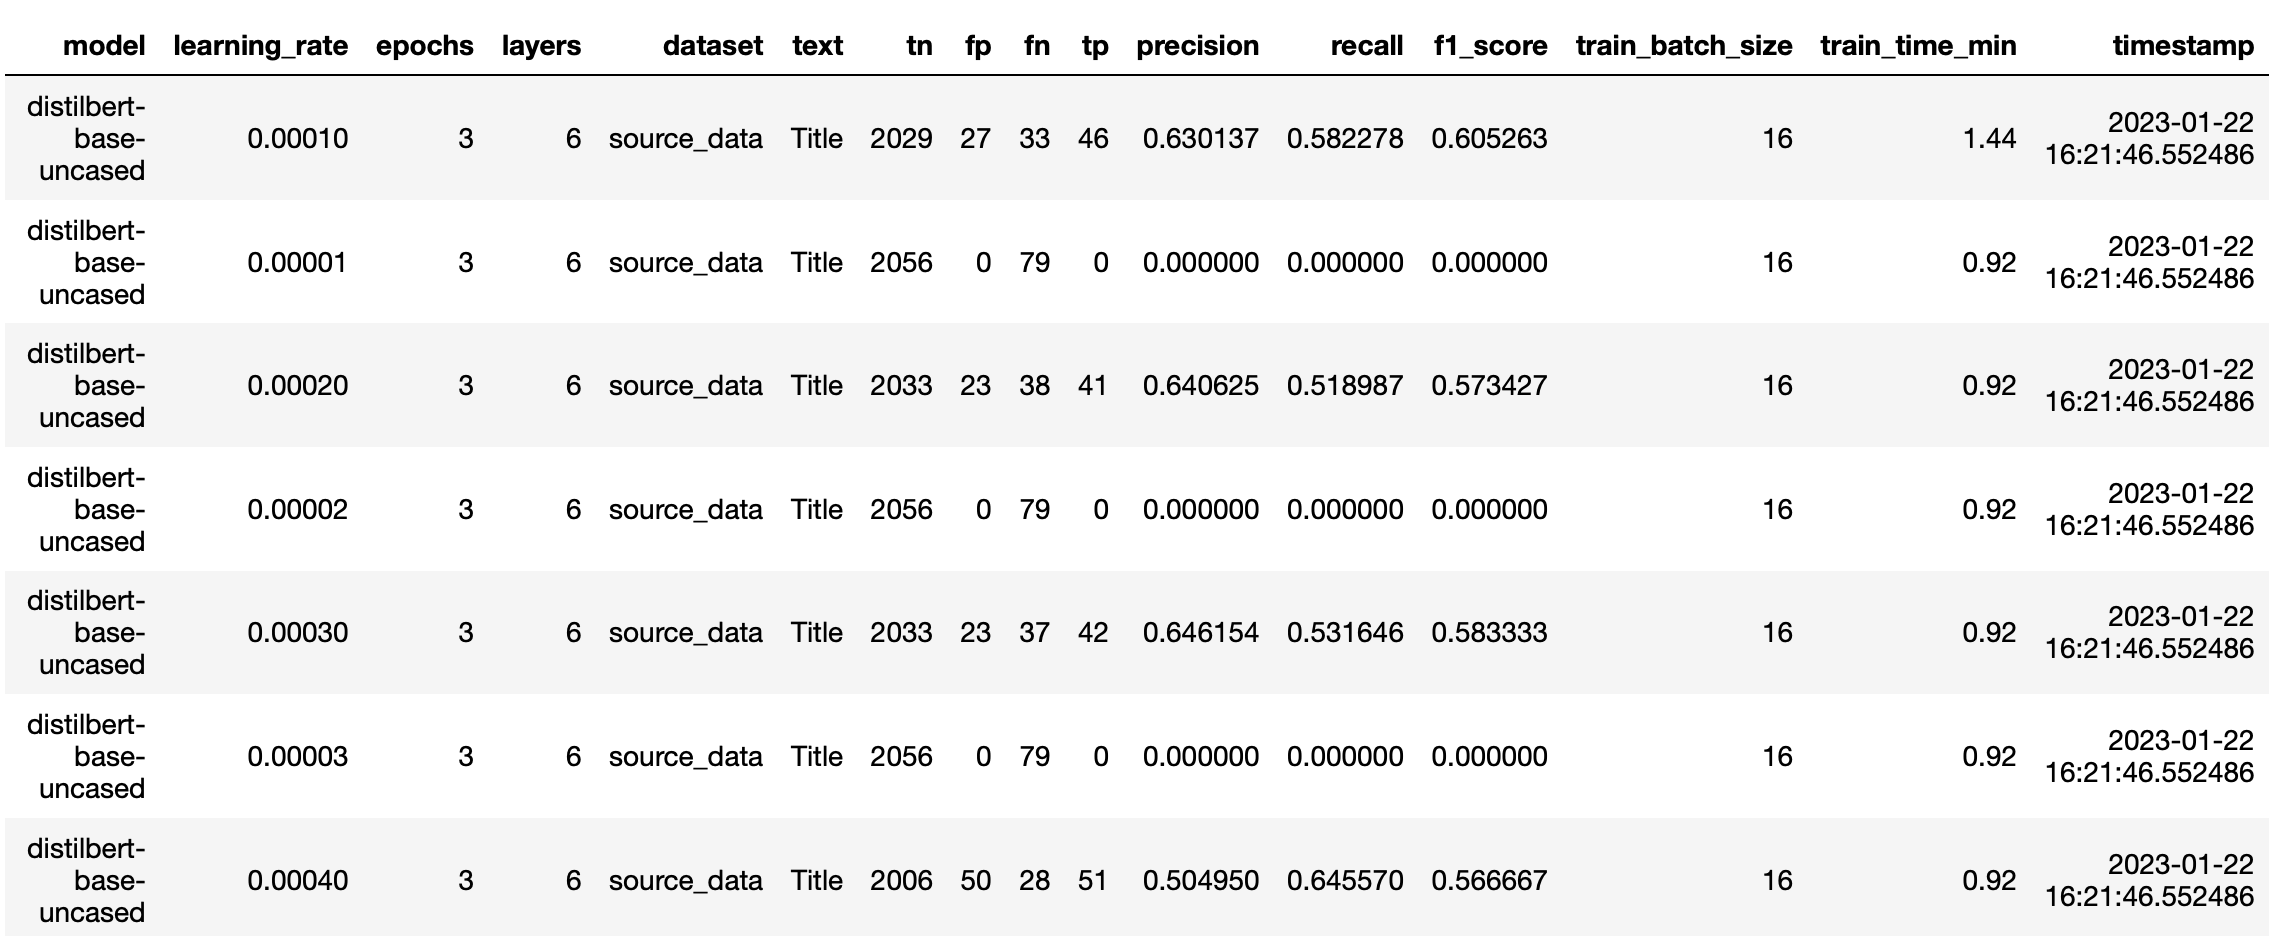 model learning_rate epochs layers dataset text tn fp fn tp precision recall f1_score train_batch_size train_time_min timestamp
distilbert-base-uncased 0.00010 3 6 source_data Title 2029 27 33 46 0.630137 0.582278 0.605263 16 1.44 2023-01-22 16:21:46.552486
distilbert-base-uncased 0.00001 3 6 source_data Title 2056 0 79 0 0.000000 0.000000 0.000000 16 0.92 2023-01-22 16:21:46.552486
distilbert-base-uncased 0.00020 3 6 source_data Title 2033 23 38 41 0.640625 0.518987 0.573427 16 0.92 2023-01-22 16:21:46.552486
distilbert-base-uncased 0.00002 3 6 source_data Title 2056 0 79 0 0.000000 0.000000 0.000000 16 0.92 2023-01-22 16:21:46.552486
distilbert-base-uncased 0.00030 3 6 source_data Title 2033 23 37 42 0.646154 0.531646 0.583333 16 0.92 2023-01-22 16:21:46.552486
distilbert-base-uncased 0.00003 3 6 source_data Title 2056 0 79 0 0.000000 0.000000 0.000000 16 0.92 2023-01-22 16:21:46.552486
distilbert-base-uncased 0.00040 3 6 source_data Title 2006 50 28 51 0.504950 0.645570 0.566667 16 0.92 2023-01-22 16:21:46.552486